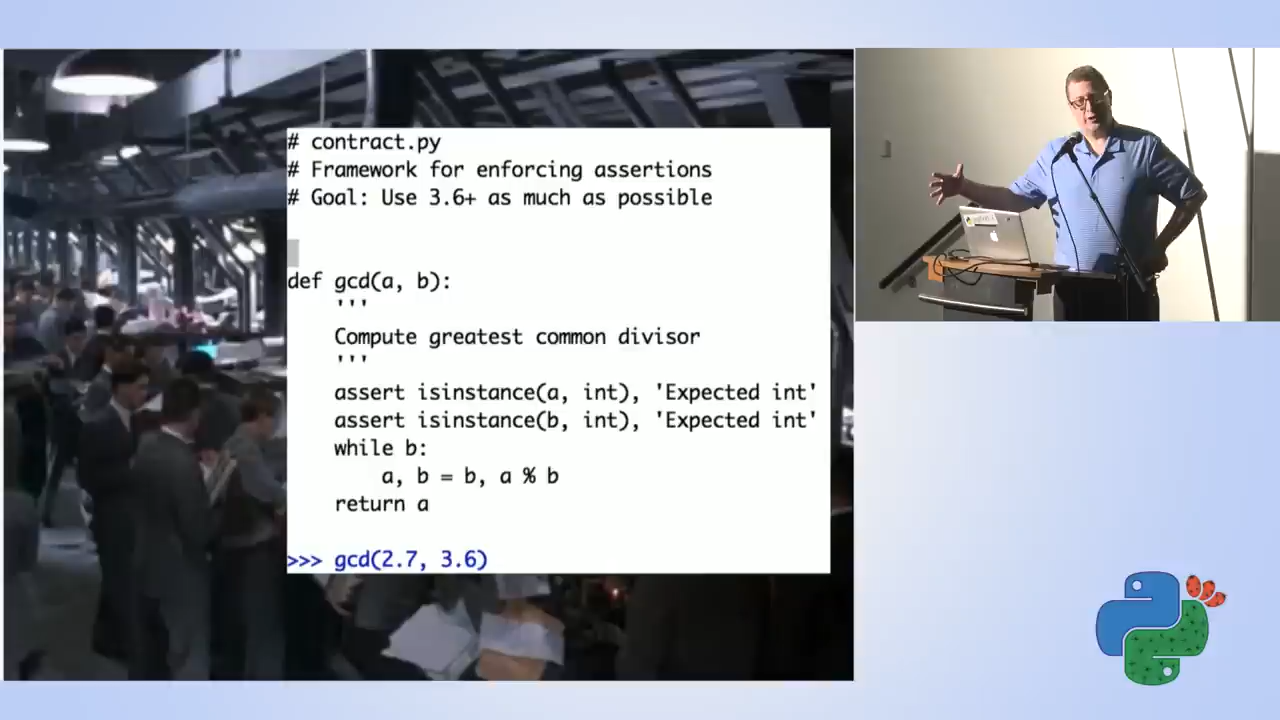 # contract.py
# Framework for enforcing assertions
# Goal: Use 3.6+ as much as possible
def gcd(a, b):
'''
Compute greatest common divisor
'''
assert isinstance(a, int), 'Expected int'
assert isinstance(b, int), 'Expected int'
while b:
a, b = b, a % b
return a
>>> gcd(2.7, 3.6)